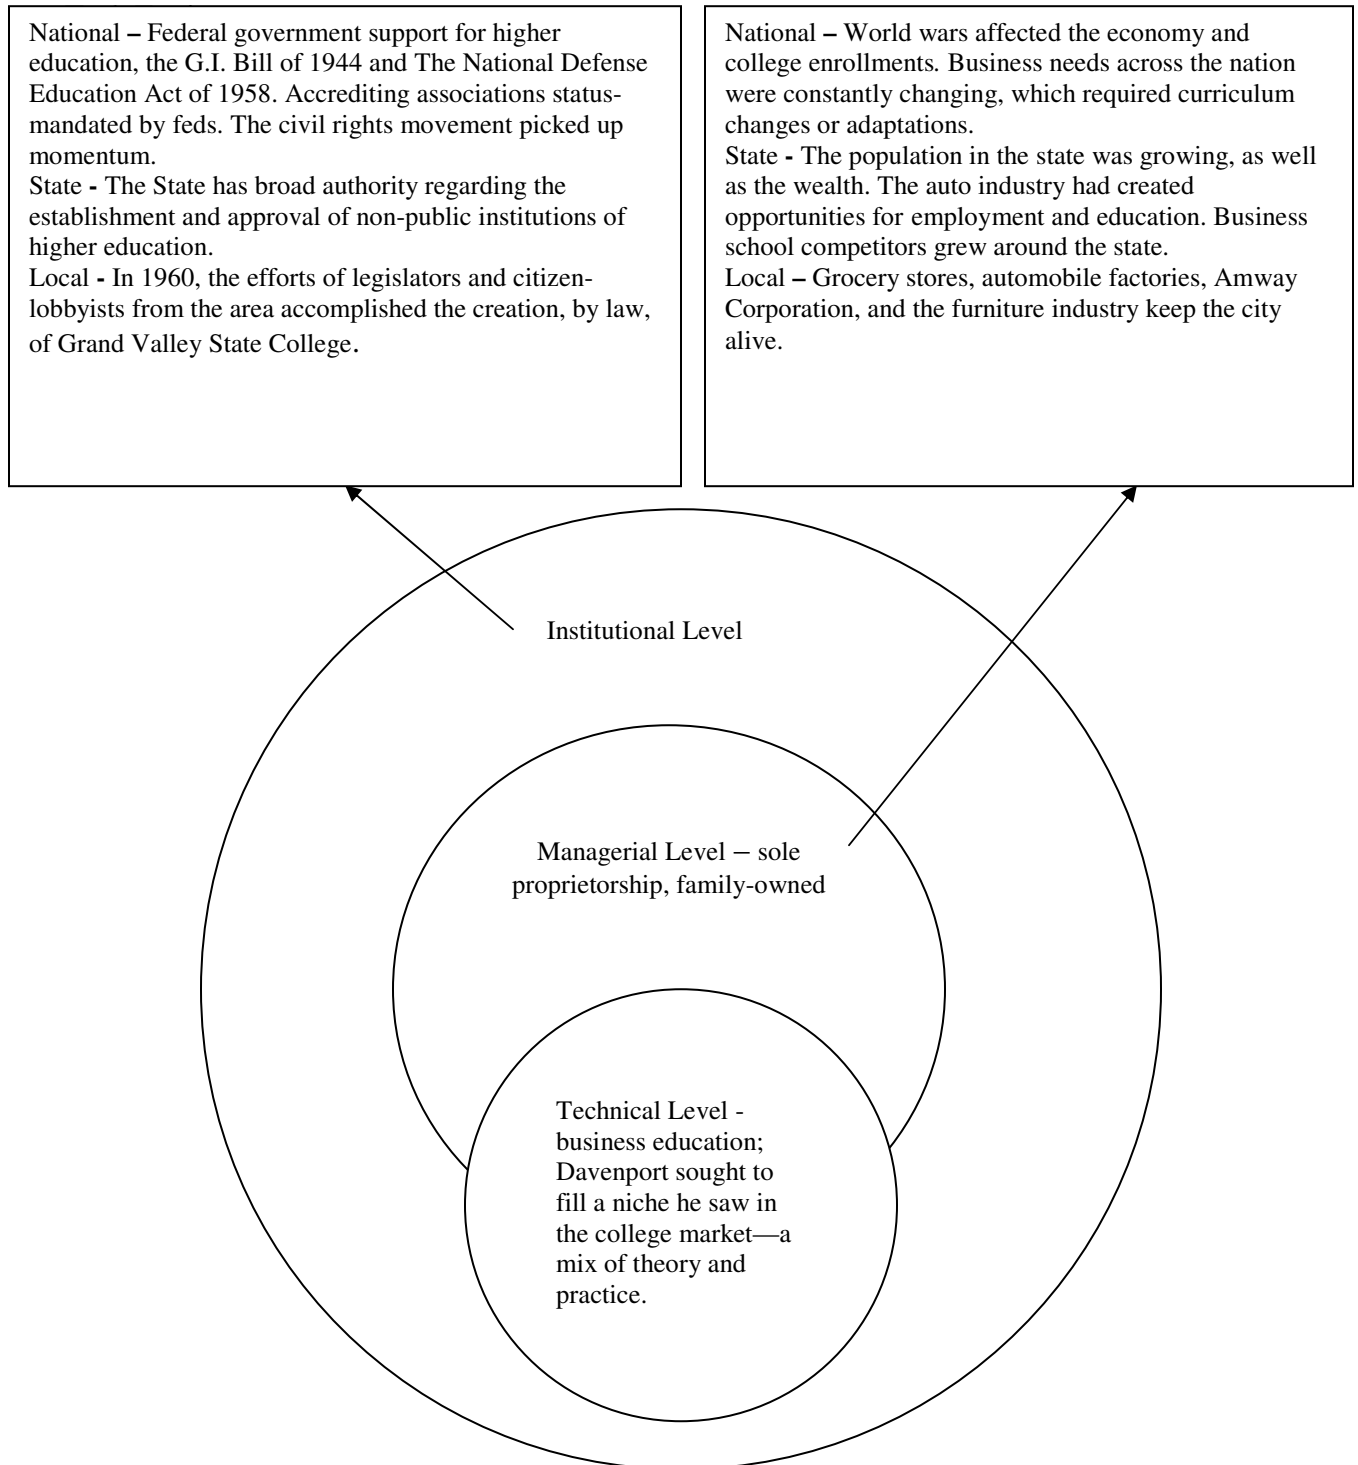 National – Federal government support for higher
education, the G.I. Bill of 1944 and The National Defense
Education Act of 1958. Accrediting associations status-
mandated by feds. The civil rights movement picked up
momentum.
State - The State has broad authority regarding the
establishment and approval of non-public institutions of
higher education.
Local - In 1960, the efforts of legislators and citizen-
lobbyists from the area accomplished the creation, by law,
of Grand Valley State College.
National – World wars affected the economy and
college enrollments. Business needs across the nation
were constantly changing, which required curriculum
changes or adaptations.
State - The population in the state was growing, as well
as the wealth. The auto industry had created
opportunities for employment and education. Business
school competitors grew around the state.
Local – Grocery stores, automobile factories, Amway
Corporation, and the furniture industry keep the city
alive.
Institutional Level
Managerial Level – sole
proprietorship, family-owned
Technical Level -
business education;
Davenport sought to
fill a niche he saw in
the college market—a
mix of theory and
practice.